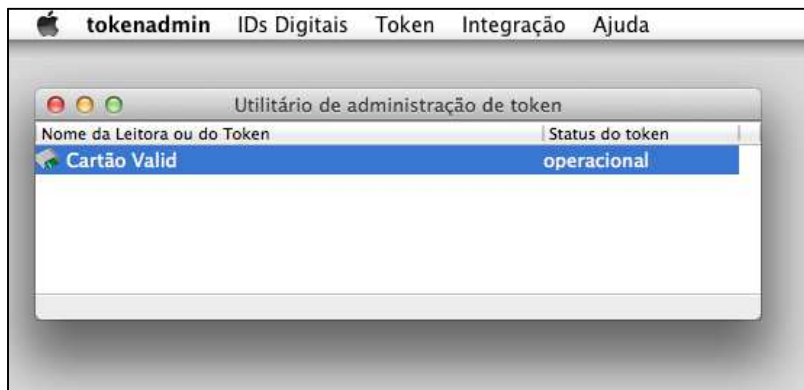 tokenadmin IDs Digitais Token Integração Ajuda
Utilitário de administração de token
Nome da Leitora ou do Token Status do token
Cartão Valid operacional